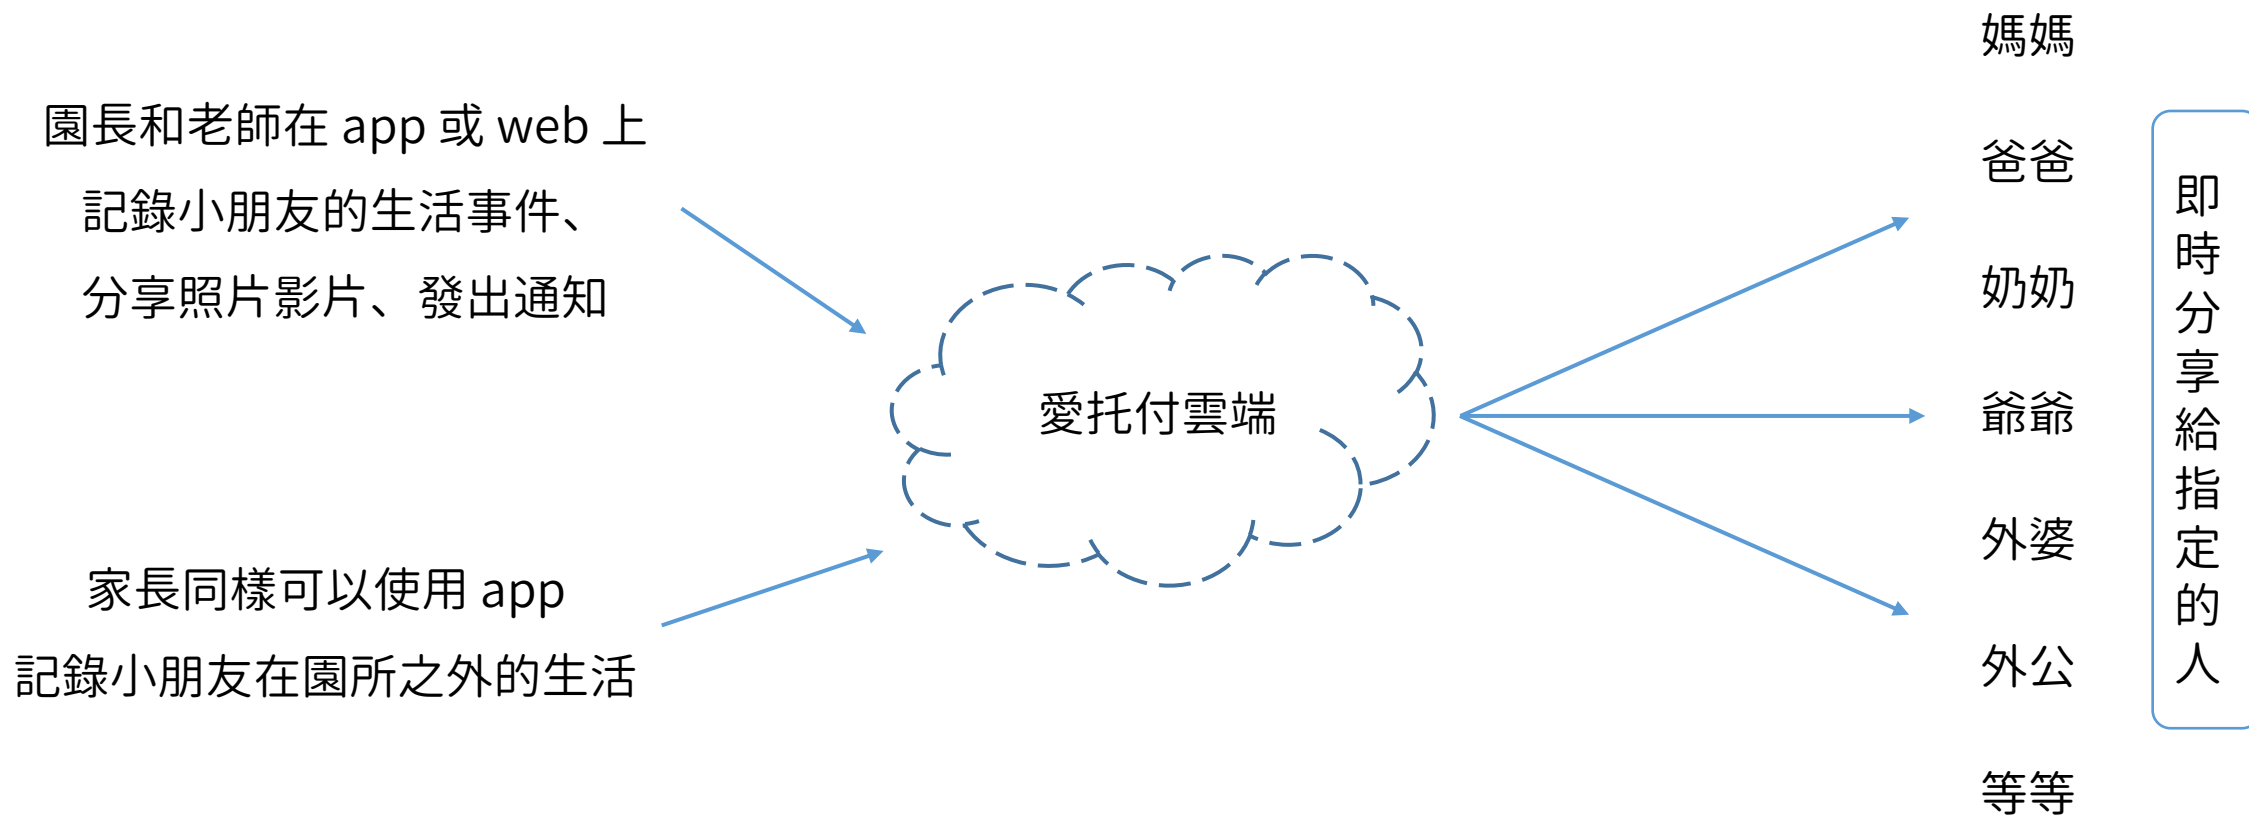 園長和老師在 app 或 web 上
記錄小朋友的生活事件、
分享照片影片、發出通知
家長同樣可以使用 app
記錄小朋友在園所之外的生活
愛托付雲端
媽媽
爸爸
奶奶
爺爺
外婆
外公
等等
即時分享給指定的人